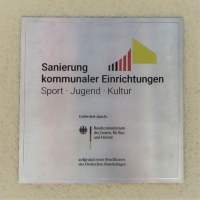 Sanierung
kommunaler Einrichtungen
Sport · Jugend · Kultur
Gefördert durch:
Bundesministerium
des Innern, für Bau
und Heimat
aufgrund eines Beschlusses
des Deutschen Bundestages